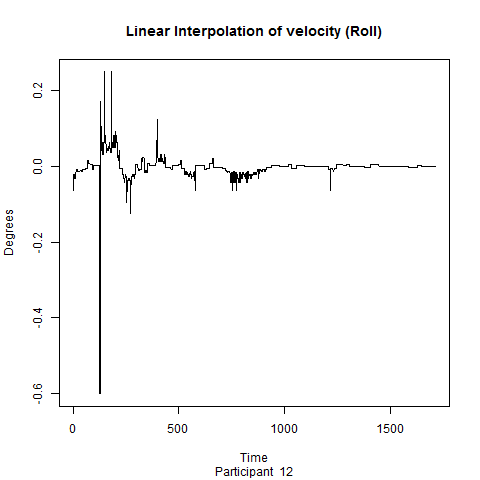 Linear Interpolation of velocity (Roll)
0.2
0.0
-0.2
-0.4
-0.6
Degrees
0 500 1000 1500
Time
Participant 12